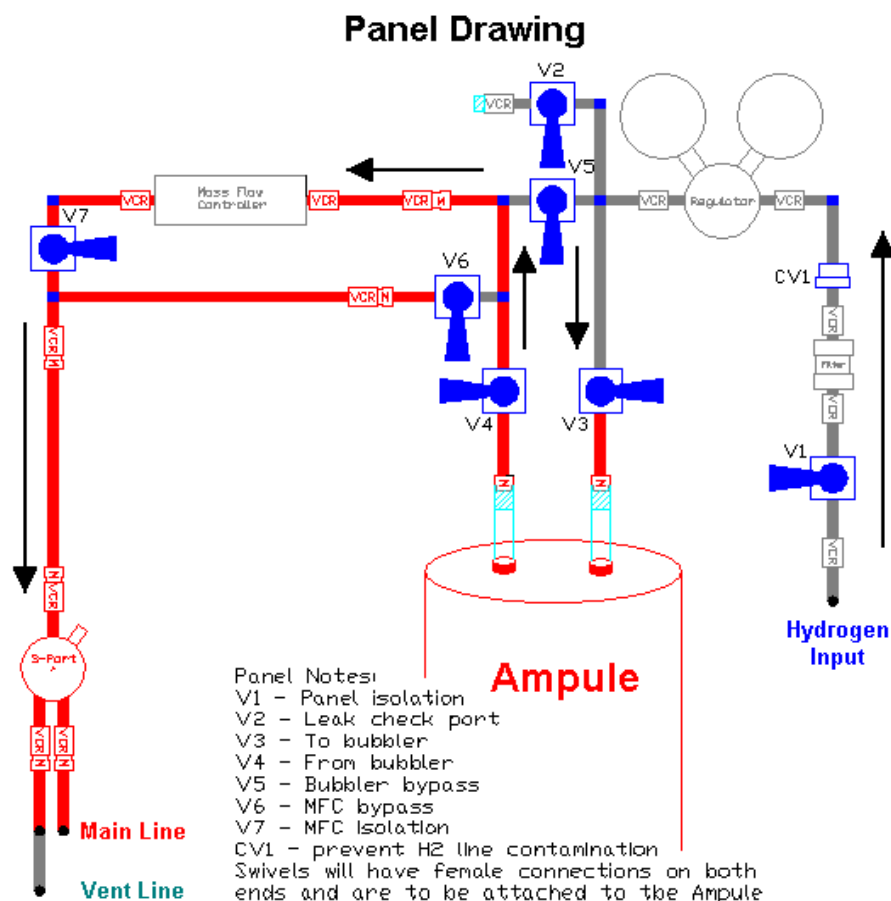 Panel Drawing
V2
VCR
V5
Mass Flow
Controller
VCR
VCR
VCR
M
VCR
Regulator
VCR
V7
V6
CV1
VCR
M
VCR
VCR
M
Filter
V4
V3
VCR
V1
N
N
VCR
N
VCR
Hydrogen
Input
S-Port
Ampule
VCR
N
VCR
N
Main Line
Vent Line
Panel Notes:
V1 - Panel isolation
V2 - Leak check port
V3 - To bubbler
V4 - From bubbler
V5 - Bubbler bypass
V6 - MFC bypass
V7 - MFC isolation
CV1 - prevent H2 line contamination
Swivels will have female connections on both
ends and are to be attached to the Ampule